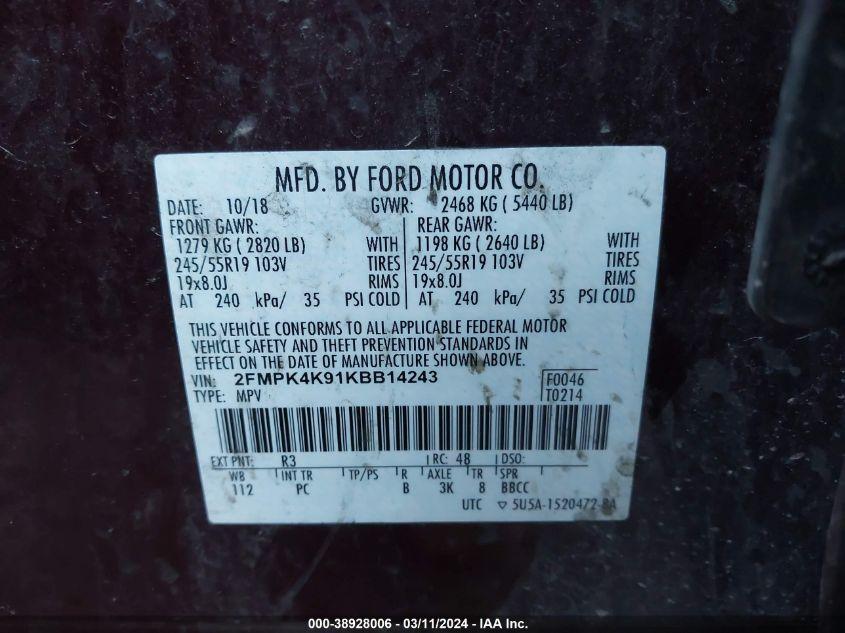 MFD. BY FORD MOTOR CO.
DATE: 10/18 GVWR: 2468 KG ( 5440 LB)
FRONT GAWR: REAR GAWR:
1279 KG ( 2820 LB) WITH 1198 KG ( 2640 LB) WITH
245/55R19 103V TIRES 245/55R19 103V TIRES
19x8.0J RIMS 19x8.0J RIMS
AT 240 kPa/ 35 PSI COLD AT 240 kPa/ 35 PSI COLD
THIS VEHICLE CONFORMS TO ALL APPLICABLE FEDERAL MOTOR
VEHICLE SAFETY AND THEFT PREVENTION STANDARDS IN
EFFECT ON THE DATE OF MANUFACTURE SHOWN ABOVE.
VIN: 2FMPK4K91KBB14243 F0046
TYPE: MPV T0214
EXT PNT: R3 RC: 48 DSO:
WB INT TR TP/PS R AXLE TR SPR
112 PC B 3K 8 BBCC
UTC ▽ 5U5A-1520472-BA
000-38928006 - 03/11/2024 - IAA Inc.